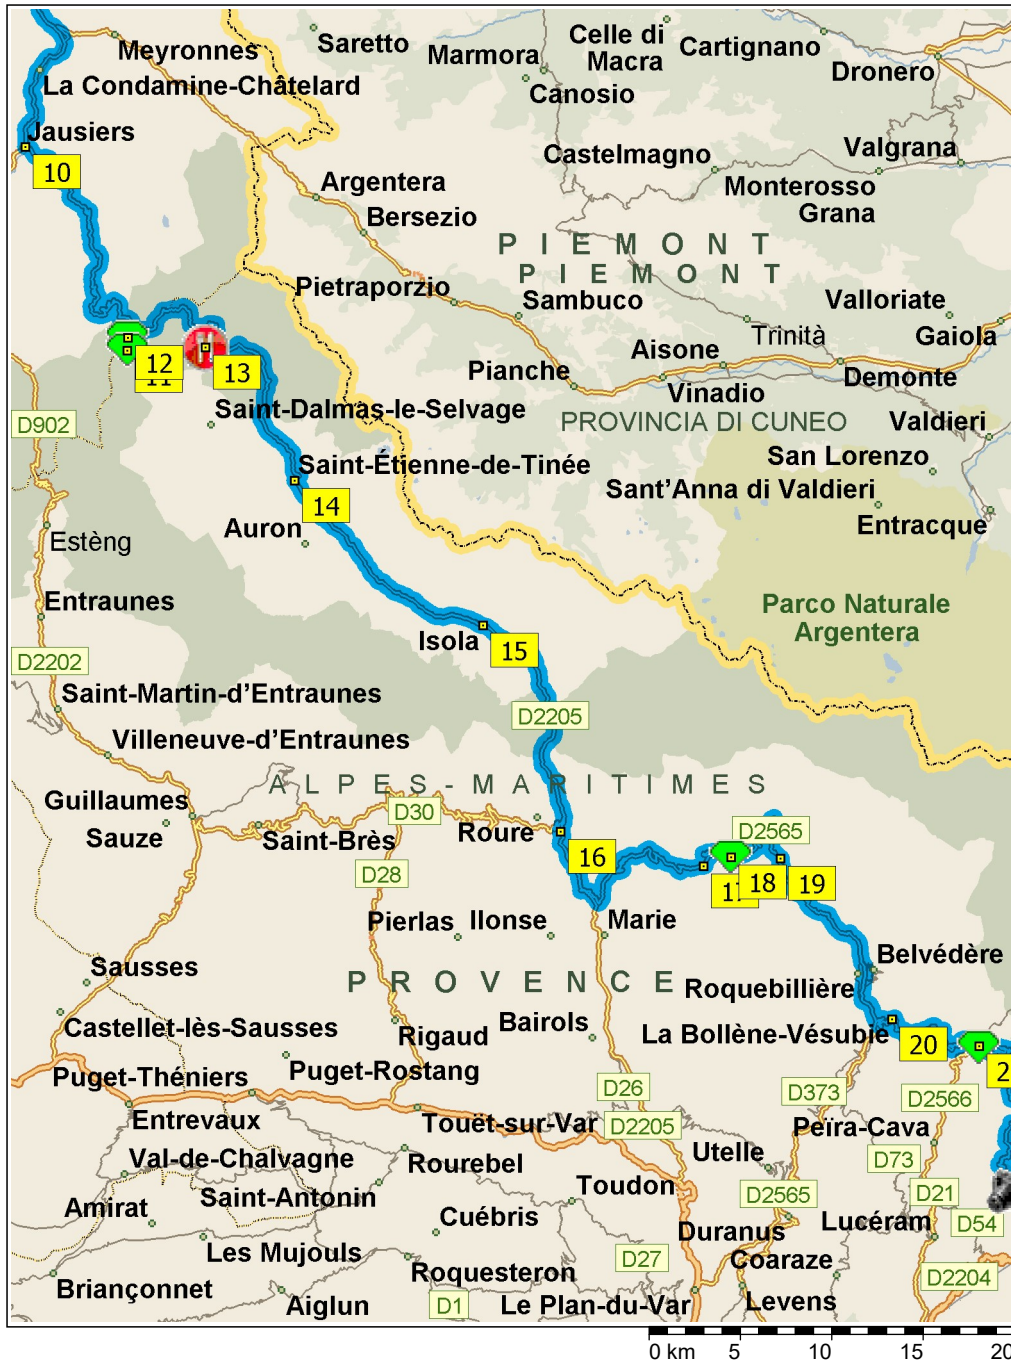 Meyronnes
Saretto
Marmora
Celle di
Macra
Cartignano
Dronero
La Condamine-Châtelard
Canosio
Jausiers
10
Castelmagno
Valgrana
Argentera
Monterosso
Grana
Bersezio
PIEMONT
PIEMONT
Pietraporzio
Sambuco
Valloriate
Trinità
Gaiola
12
11
13
Aisone
Pianche
Vinadio
Demonte
D902
Saint-Dalmas-le-Selvage
PROVINCIA DI CUNEO
Valdieri
Saint-Étienne-de-Tinée
San Lorenzo
14
Sant'Anna di Valdieri
Auron
Entracque
Estèng
Entraunes
Parco Naturale
Argentera
Isola
15
D2202
Saint-Martin-d'Entraunes
D2205
Villeneuve-d'Entraunes
ALPES-MARITIMES
Guillaumes
D30
Sauze
Saint-Brès
Roure
D2565
16
D28
17
18
19
Pierlas
Ilonse
Marie
Belvédère
Sausses
PROVENCE
Roquebillière
Castellet-lès-Sausses
Rigaud
Bairols
La Bollène-Vésubie
20
2
Puget-Théniers
Puget-Rostang
D26
D373
D2566
Entrevaux
Touët-sur-Var
D2205
Peïra-Cava
Val-de-Chalvagne
Rourebel
Utelle
D73
Saint-Antonin
Toudon
D2565
D21
Amirat
Cuébris
Duranus
Lucéram
D54
Les Mujouls
D27
Coaraze
Briançonnet
Roquesteron
D2204
Aiglun
D1
Le Plan-du-Var
Levens
0 km 5 10 15 20